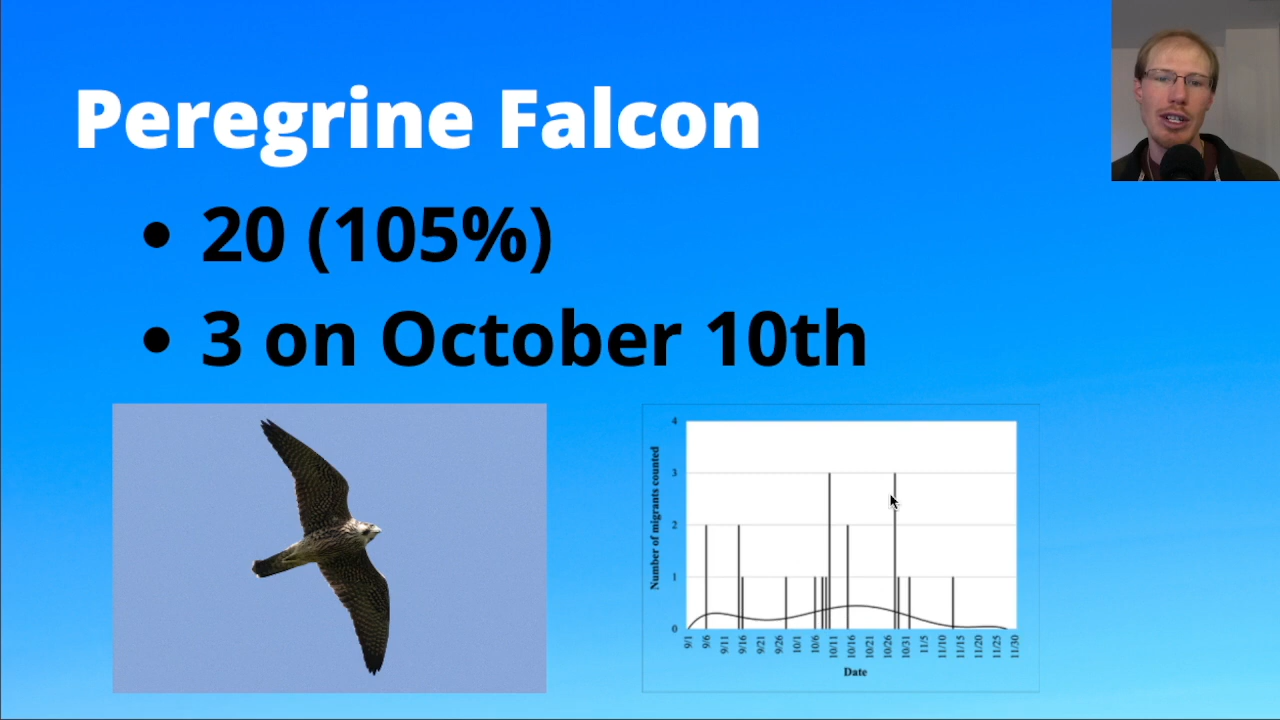 Peregrine Falcon
• 20 (105%)
• 3 on October 10th
Number of migrants counted
4
3
2
1
0
9/1 9/6 9/11 9/16 9/21 9/26 10/1 10/6 10/11 10/16 10/21 10/26 10/31 11/5 11/10 11/15 11/20 11/25 11/30
Date